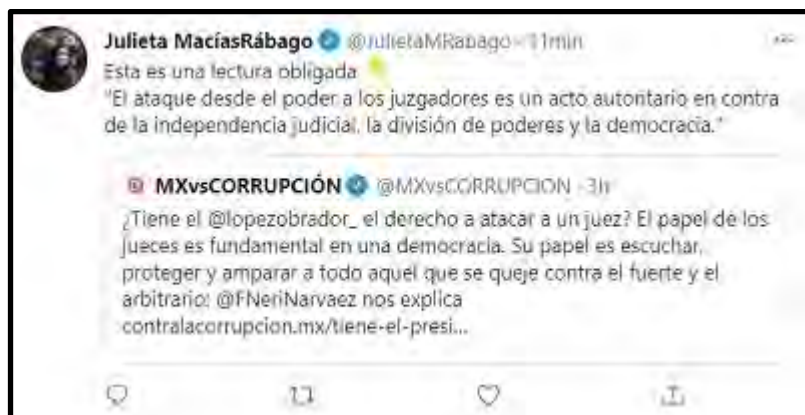 Julieta MacíasRábago @JulietaMRabago · 11min
Esta es una lectura obligada
"El ataque desde el poder a los juzgadores es un acto autoritario en contra
de la independencia judicial, la división de poderes y la democracia."
MXvsCORRUPCIÓN @MXvsCORRUPCION · 3h
¿Tiene el @lopezobrador_ el derecho a atacar a un juez? El papel de los
jueces es fundamental en una democracia. Su papel es escuchar,
proteger y amparar a todo aquel que se queje contra el fuerte y el
arbitrario: @FNeriNarvaez nos explica
contralacorrupcion.mx/tiene-el-presi...